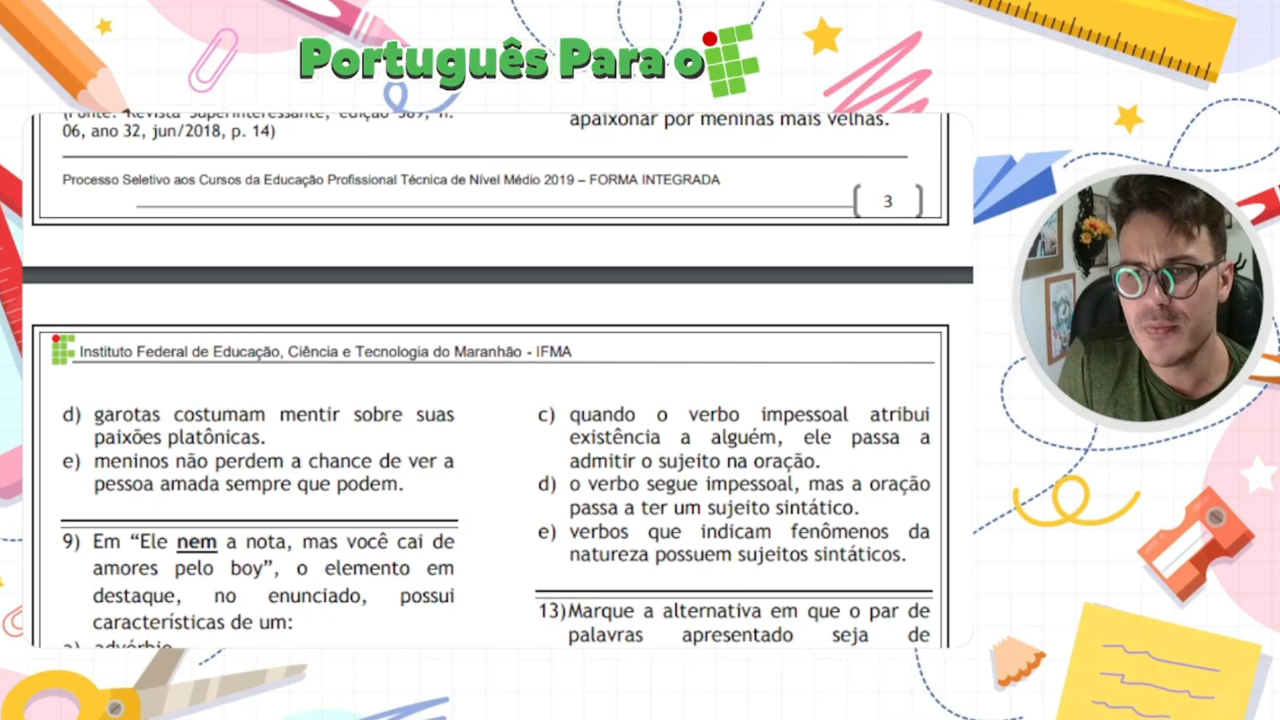 Português Para o
(Fonte: Revista Superinteressante, edição 389, n.
06, ano 32, jun/2018, p. 14)
apaixonar por meninas mais velhas.
Processo Seletivo aos Cursos da Educação Profissional Técnica de Nível Médio 2019 – FORMA INTEGRADA
3
Instituto Federal de Educação, Ciência e Tecnologia do Maranhão - IFMA
d) garotas costumam mentir sobre suas
paixões platônicas.
e) meninos não perdem a chance de ver a
pessoa amada sempre que podem.
9) Em “Ele nem a nota, mas você cai de
amores pelo boy”, o elemento em
destaque, no enunciado, possui
características de um:
a) advérbio
c) quando o verbo impessoal atribui
existência a alguém, ele passa a
admitir o sujeito na oração.
d) o verbo segue impessoal, mas a oração
passa a ter um sujeito sintático.
e) verbos que indicam fenômenos da
natureza possuem sujeitos sintáticos.
13)Marque a alternativa em que o par de
palavras apresentado seja de